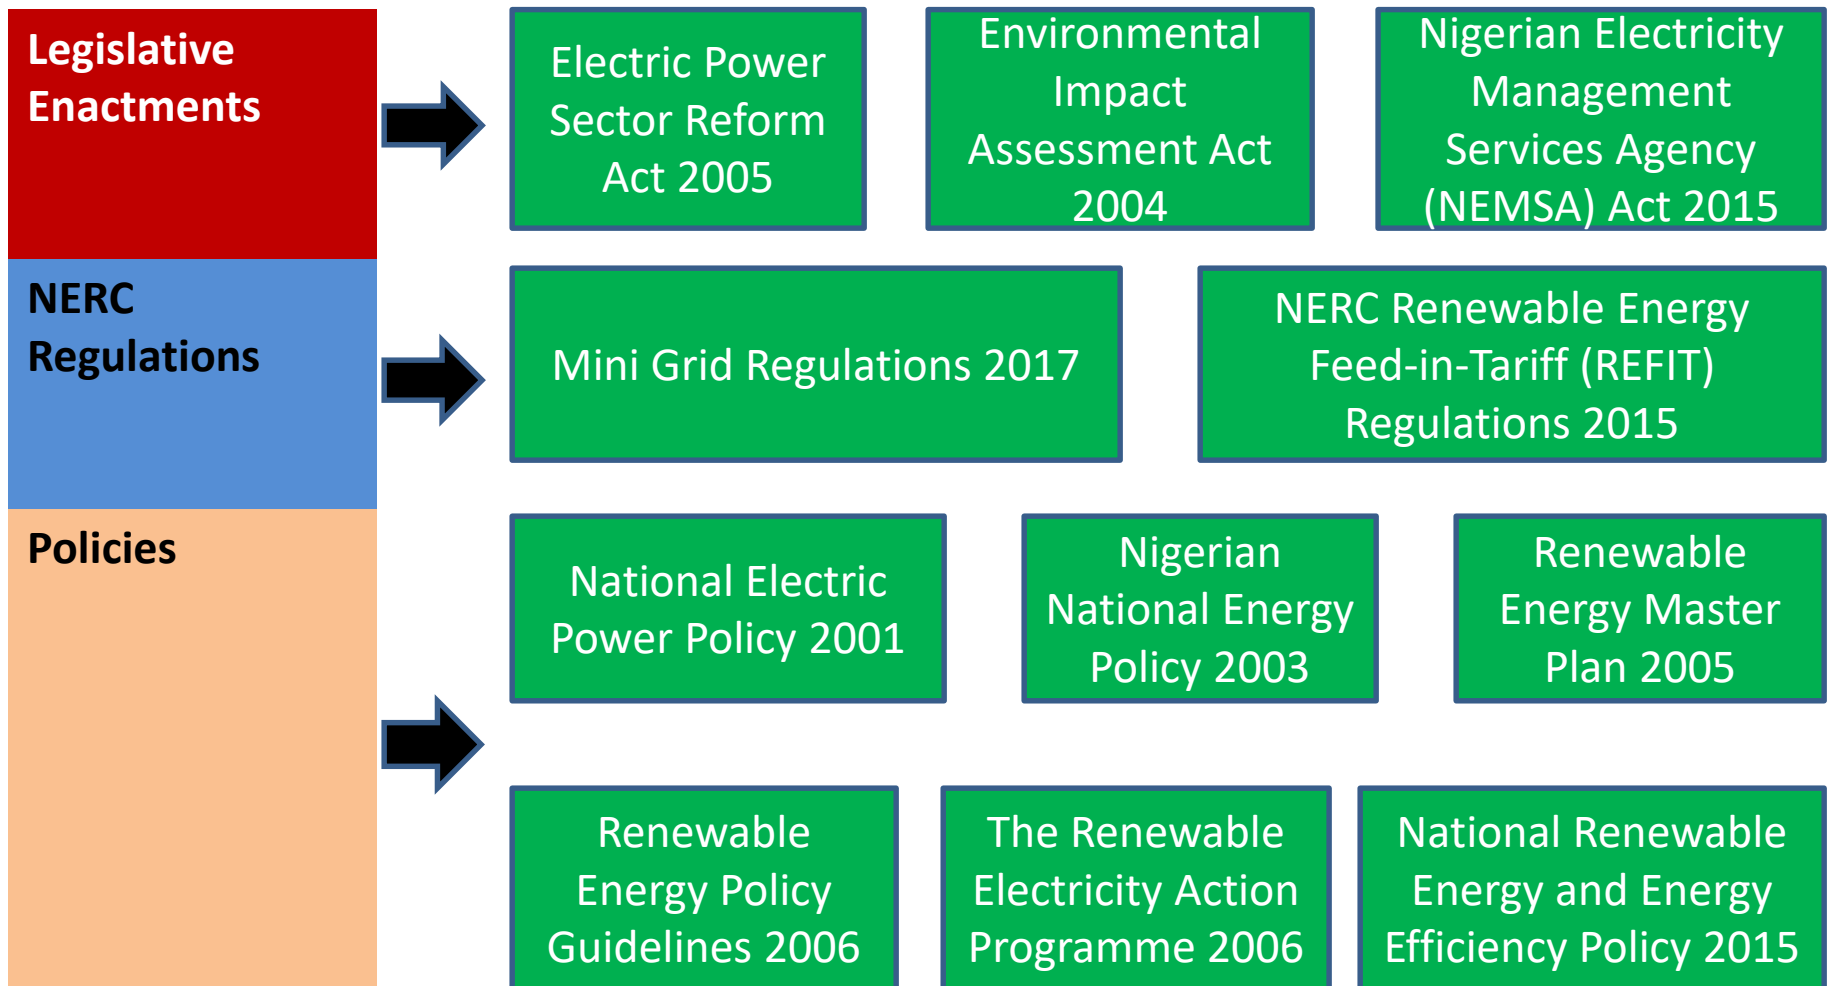 Legislative
Enactments
Electric Power
Sector Reform
Act 2005
Environmental
Impact
Assessment Act
2004
Nigerian Electricity
Management
Services Agency
(NEMSA) Act 2015
NERC
Regulations
Mini Grid Regulations 2017
NERC Renewable Energy
Feed-in-Tariff (REFIT)
Regulations 2015
Policies
National Electric
Power Policy 2001
Nigerian
National Energy
Policy 2003
Renewable
Energy Master
Plan 2005
Renewable
Energy Policy
Guidelines 2006
The Renewable
Electricity Action
Programme 2006
National Renewable
Energy and Energy
Efficiency Policy 2015